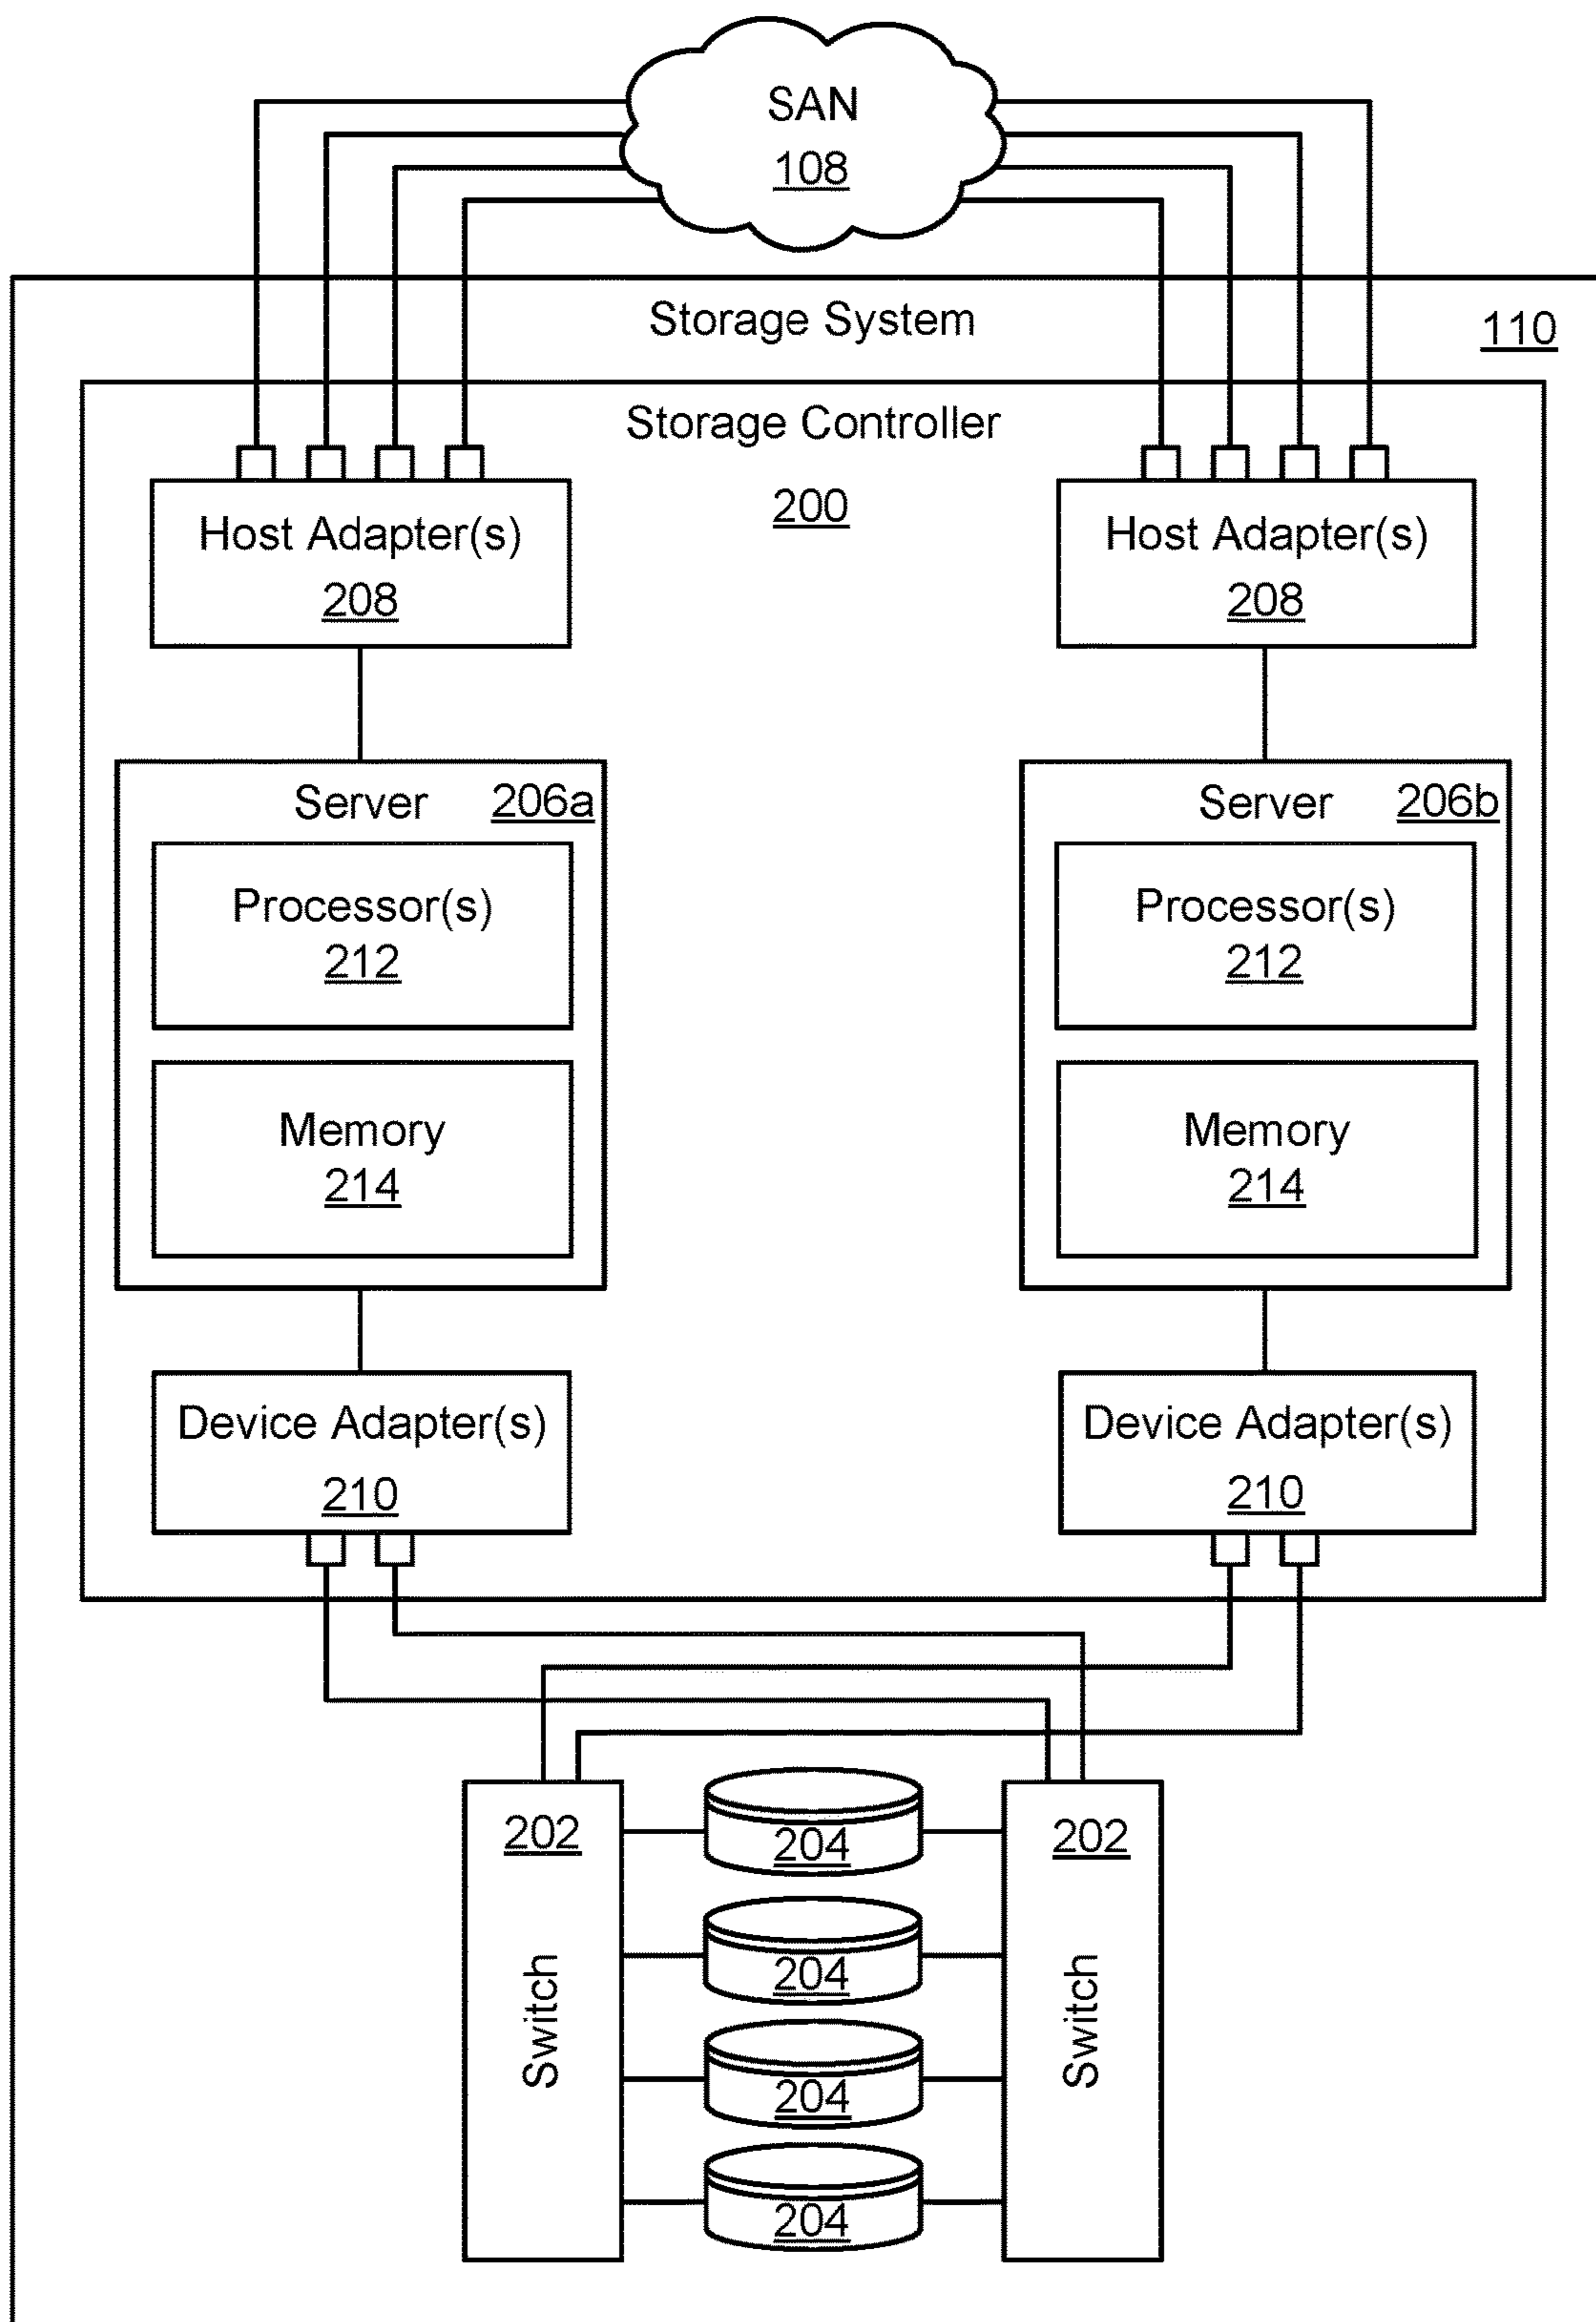 SAN
108
Storage System
110
Storage Controller
200
Host Adapter(s)
208
Host Adapter(s)
208
Server 206a
Processor(s)
212
Memory
214
Server 206b
Processor(s)
212
Memory
214
Device Adapter(s)
210
Device Adapter(s)
210
202
Switch
204
204
204
204
202
Switch